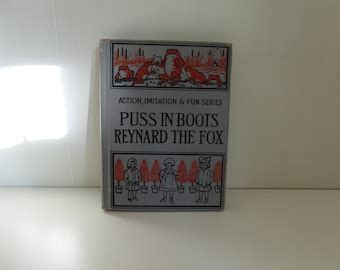 ACTION, IMITATION & FUN SERIES
PUSS IN BOOTS
REYNARD THE FOX